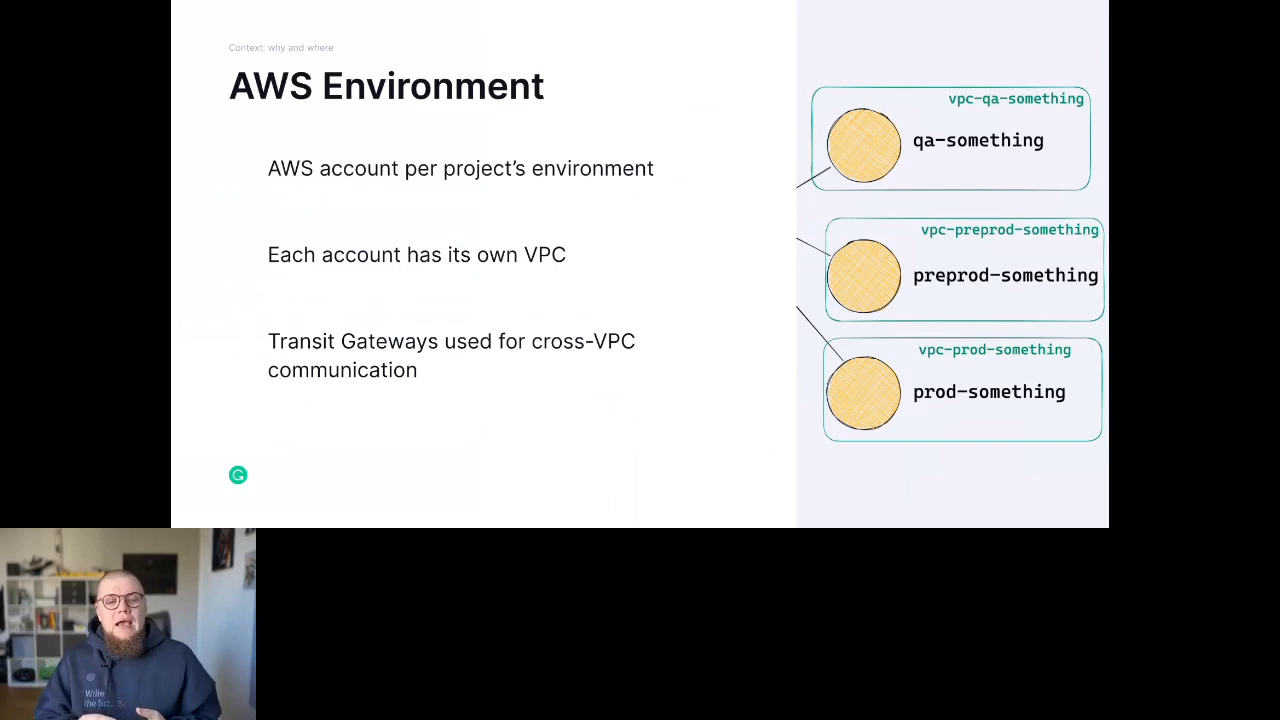 Context: why and where
AWS Environment
AWS account per project’s environment
Each account has its own VPC
Transit Gateways used for cross-VPC
communication
vpc-qa-something
qa-something
vpc-preprod-something
preprod-something
vpc-prod-something
prod-something
Write
the